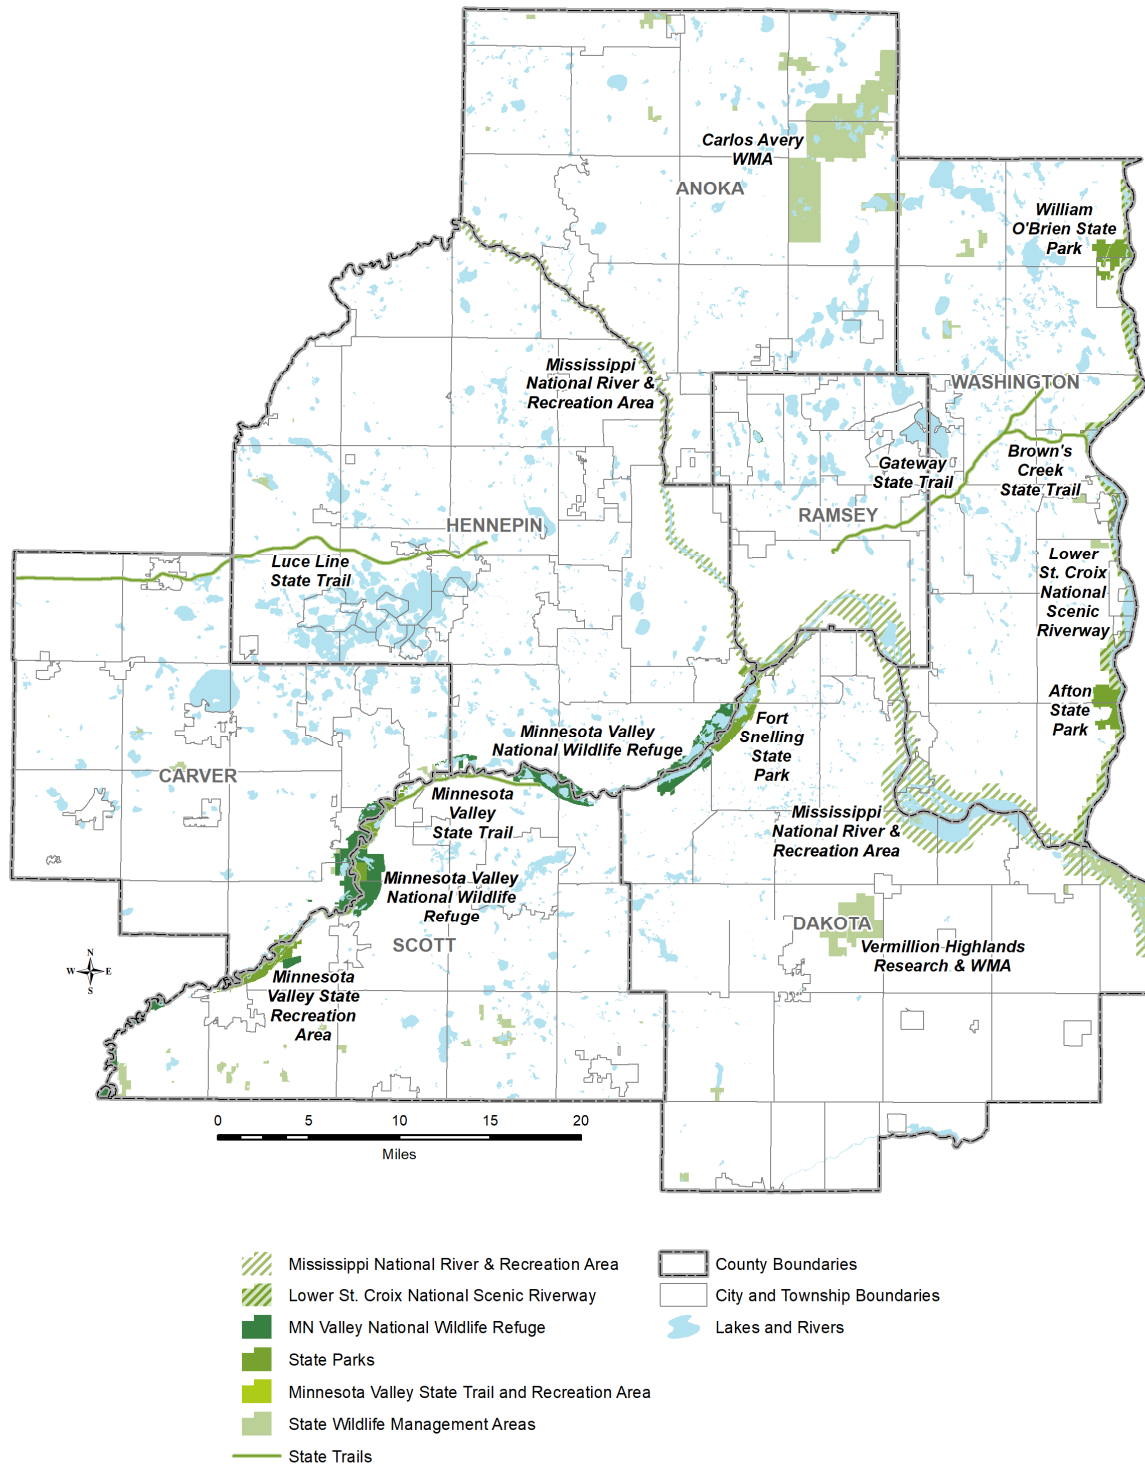 Carlos Avery
WMA
ANOKA
William
O'Brien State
Park
Mississippi
National River &
Recreation Area
WASHINGTON
Gateway
State Trail
Brown's
Creek
State Trail
RAMSEY
HENNEPIN
Luce Line
State Trail
Lower
St. Croix
National
Scenic
Riverway
Afton
State
Park
Minnesota Valley
National Wildlife Refuge
Fort
Snelling
State
Park
CARVER
Minnesota
Valley
State Trail
Mississippi
National River &
Recreation Area
Minnesota Valley
National Wildlife
Refuge
SCOTT
DAKOTA
Vermillion Highlands
Research & WMA
N
W E
S
Minnesota
Valley State
Recreation
Area
0 5 10 15 20
Miles
Mississippi National River & Recreation Area
Lower St. Croix National Scenic Riverway
MN Valley National Wildlife Refuge
State Parks
Minnesota Valley State Trail and Recreation Area
State Wildlife Management Areas
State Trails
County Boundaries
City and Township Boundaries
Lakes and Rivers